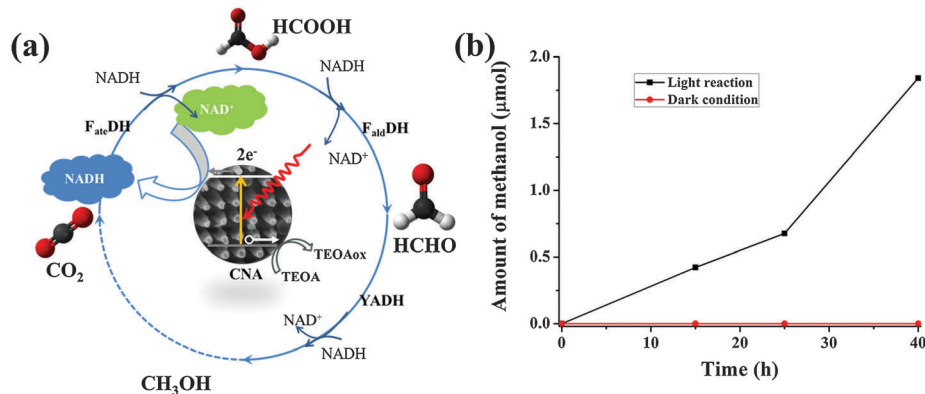 (a)
HCOOH
NADH
NADH
NAD⁺
FateDH
FaldDH
2e⁻
NAD⁺
NADH
HCHO
TEOAox
CO₂
CNA
TEOA
YADH
NAD⁺
NADH
CH₃OH
(b)
2.0
Light reaction
Dark condition
1.5
1.0
0.5
0.0
Amount of methanol (μmol)
0
10
20
30
40
Time (h)